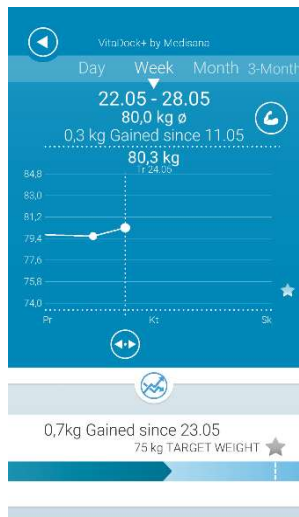 VitaDock+ by Medisana
Day Week Month 3-Month
22.05 - 28.05
80,0 kg ø
0,3 kg Gained since 11.05
80,3 kg
Tr 24.05
84,8
83,0
81,2
79,4
77,6
75,8
74,0
Pr Kt Sk
0,7kg Gained since 23.05
75 kg TARGET WEIGHT